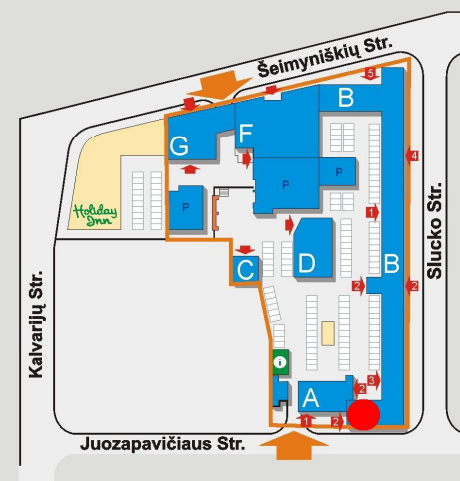 Šeimyniškių Str.
5
B
G
F
4
P
P
P
Holiday
Inn
1
Slucko Str.
D
C
B
2
2
Kalvarijų Str.
i
3
2
A
1
2
Juozapavičiaus Str.